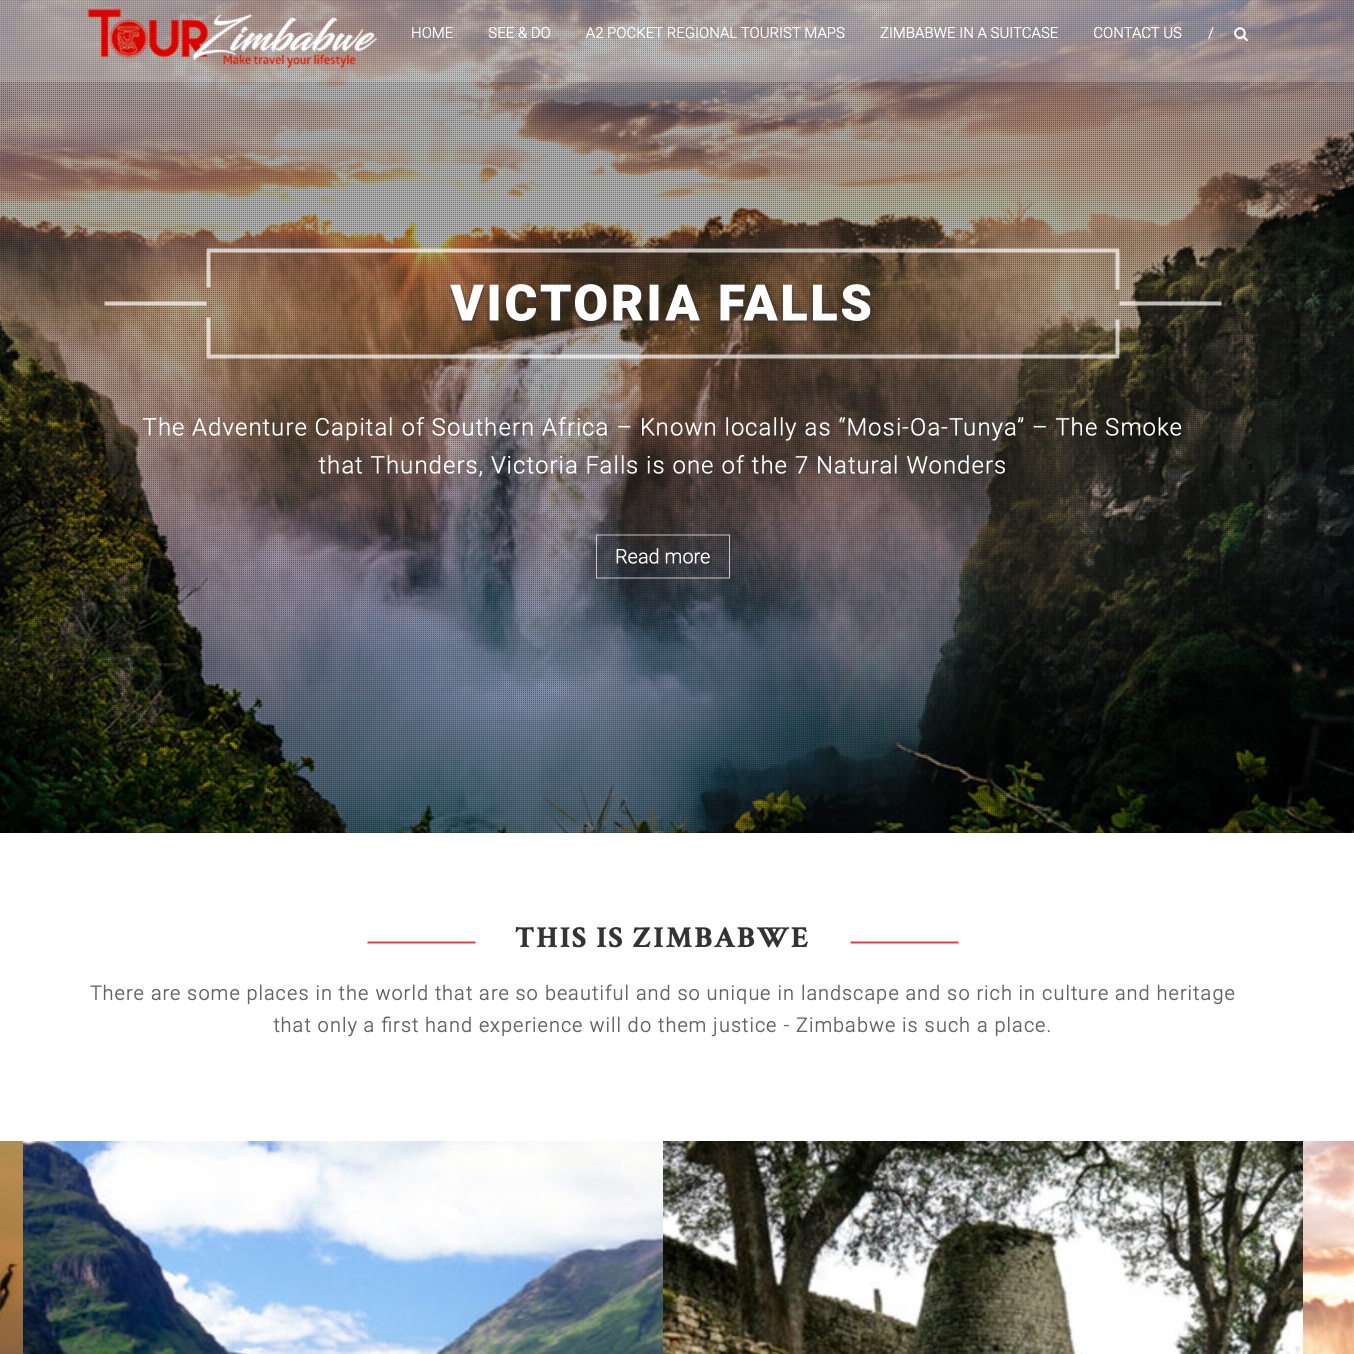 TOUR Zimbabwe
Make travel your lifestyle
HOME SEE & DO A2 POCKET REGIONAL TOURIST MAPS ZIMBABWE IN A SUITCASE CONTACT US /
VICTORIA FALLS
The Adventure Capital of Southern Africa – Known locally as “Mosi-Oa-Tunya” – The Smoke
that Thunders, Victoria Falls is one of the 7 Natural Wonders
Read more
THIS IS ZIMBABWE
There are some places in the world that are so beautiful and so unique in landscape and so rich in culture and heritage
that only a first hand experience will do them justice - Zimbabwe is such a place.